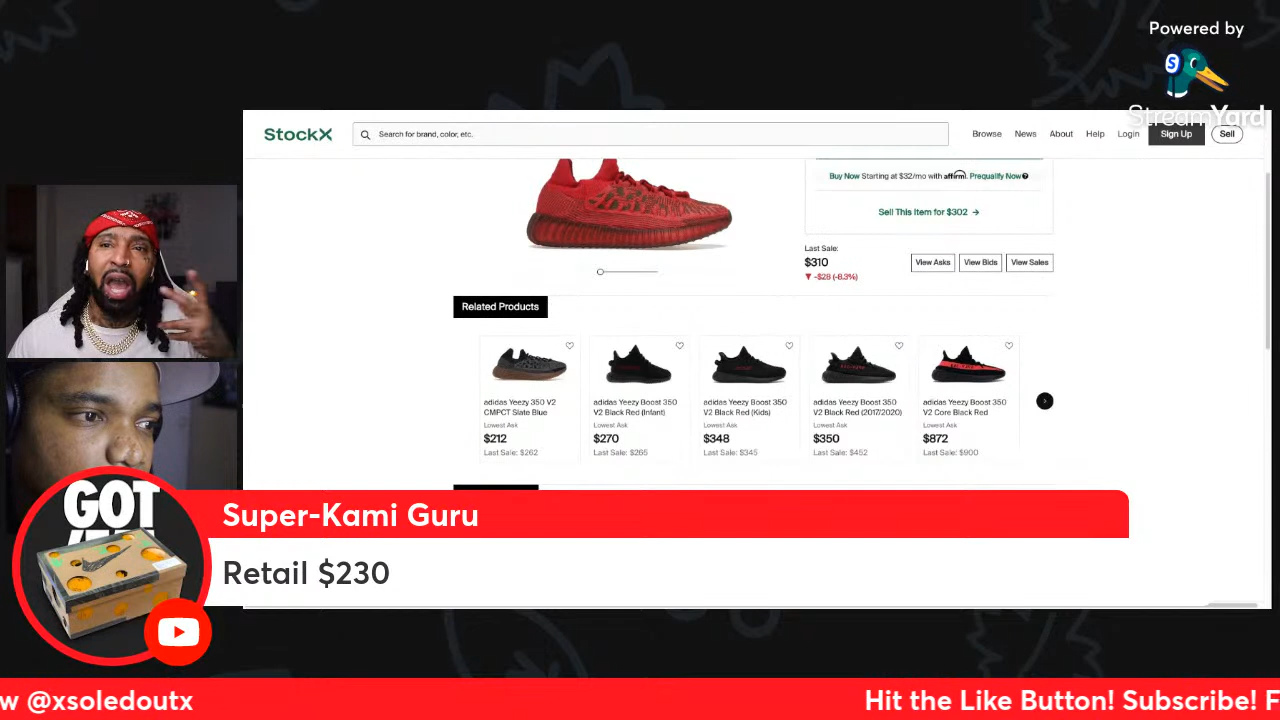 Powered by
StreamYard
StockX
Search for brand, color, etc.
Browse
News
About
Help
Login
Sign Up
Sell
Buy Now Starting at $32/mo with affirm. Prequalify Now
Sell This Item for $302 →
Last Sale:
$310
▼ -$28 (-8.3%)
View Asks
View Bids
View Sales
Related Products
adidas Yeezy 350 V2
CMPCT Slate Blue
Lowest Ask
$212
Last Sale: $262
adidas Yeezy Boost 350
V2 Black Red (Infant)
Lowest Ask
$270
Last Sale: $265
adidas Yeezy Boost 350
V2 Black Red (Kids)
Lowest Ask
$348
Last Sale: $345
adidas Yeezy Boost 350
V2 Black Red (2017/2020)
Lowest Ask
$350
Last Sale: $452
adidas Yeezy Boost 350
V2 Core Black Red
Lowest Ask
$872
Last Sale: $900
GOT
Super-Kami Guru
Retail $230
w @xsoledoutx
Hit the Like Button! Subscribe! F